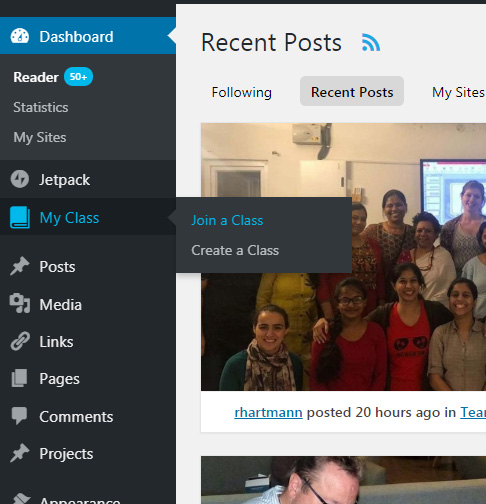 Dashboard
Reader 50+
Statistics
My Sites
Jetpack
My Class
Join a Class
Create a Class
Posts
Media
Links
Pages
Comments
Projects
Appearance
Recent Posts
Following Recent Posts My Sites
rhartmann posted 20 hours ago in Tear